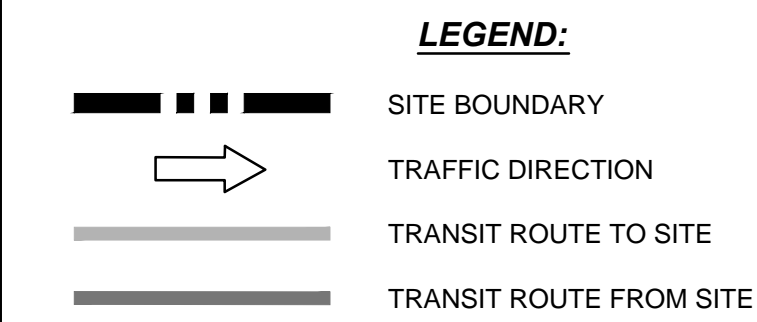 LEGEND:
SITE BOUNDARY
TRAFFIC DIRECTION
TRANSIT ROUTE TO SITE
TRANSIT ROUTE FROM SITE